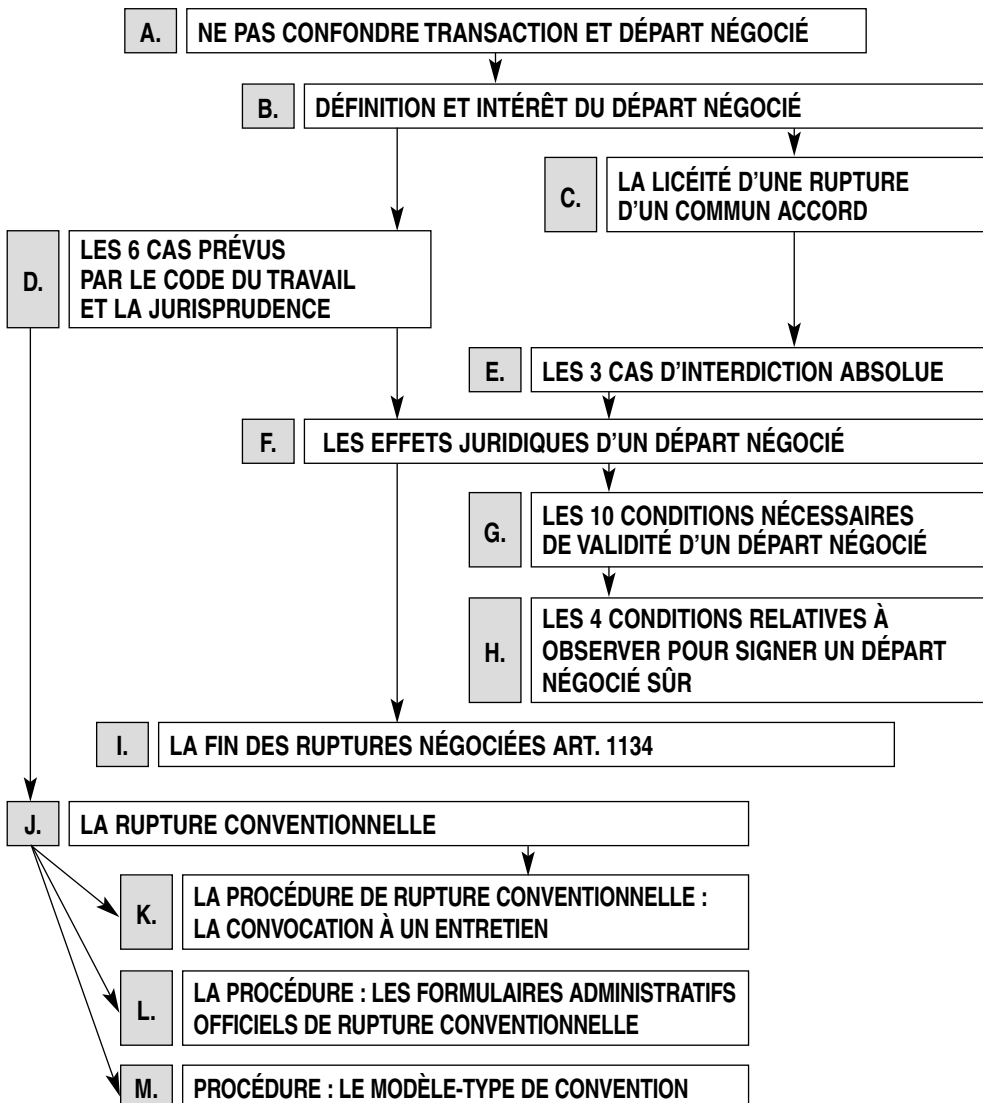 A. NE PAS CONFONDRE TRANSACTION ET DÉPART NÉGOCIÉ
B. DÉFINITION ET INTÉRÊT DU DÉPART NÉGOCIÉ
C. LA LICÉITÉ D'UNE RUPTURE
D'UN COMMUN ACCORD
D. LES 6 CAS PRÉVUS
PAR LE CODE DU TRAVAIL
ET LA JURISPRUDENCE
E. LES 3 CAS D'INTERDICTION ABSOLUE
F. LES EFFETS JURIDIQUES D'UN DÉPART NÉGOCIÉ
G. LES 10 CONDITIONS NÉCESSAIRES
DE VALIDITÉ D'UN DÉPART NÉGOCIÉ
H. LES 4 CONDITIONS RELATIVES À
OBSERVER POUR SIGNER UN DÉPART
NÉGOCIÉ SÛR
I. LA FIN DES RUPTURES NÉGOCIÉES ART. 1134
J. LA RUPTURE CONVENTIONNELLE
K. LA PROCÉDURE DE RUPTURE CONVENTIONNELLE :
LA CONVOCATION À UN ENTRETIEN
L. LA PROCÉDURE : LES FORMULAIRES ADMINISTRATIFS
OFFICIELS DE RUPTURE CONVENTIONNELLE
M. PROCÉDURE : LE MODÈLE-TYPE DE CONVENTION